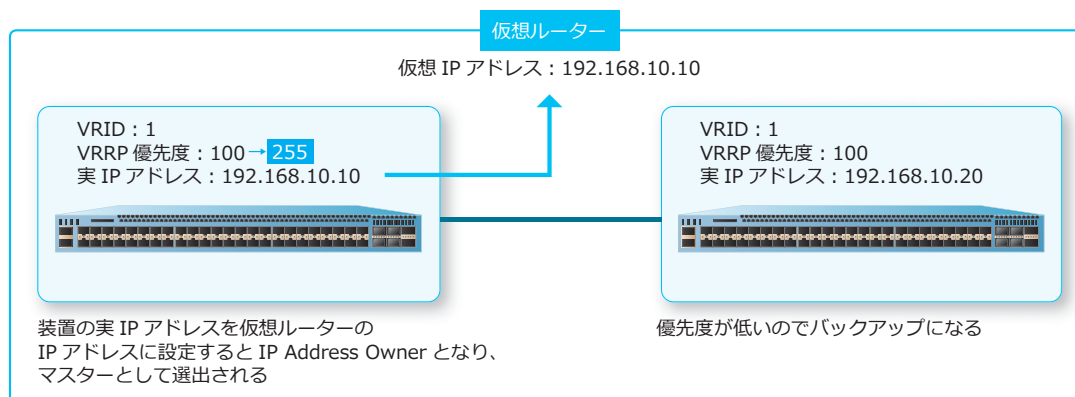 仮想ルーター
仮想 IP アドレス：192.168.10.10
VRID：1
VRRP 優先度：100→255
実 IP アドレス：192.168.10.10
VRID：1
VRRP 優先度：100
実 IP アドレス：192.168.10.20
装置の実 IP アドレスを仮想ルーターの
IP アドレスに設定すると IP Address Owner となり、
マスターとして選出される
優先度が低いのでバックアップになる